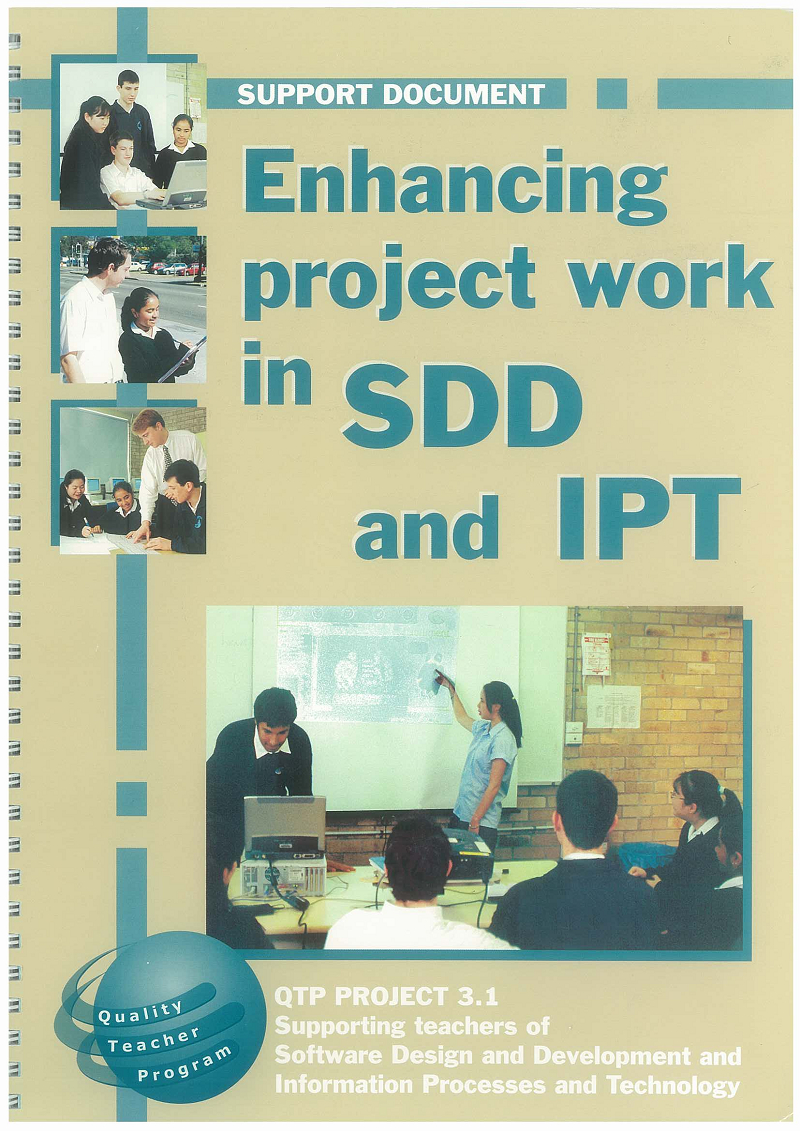 SUPPORT DOCUMENT
Enhancing
project work
in SDD
and IPT
Quality
Teacher
Program
QTP PROJECT 3.1
Supporting teachers of
Software Design and Development and
Information Processes and Technology